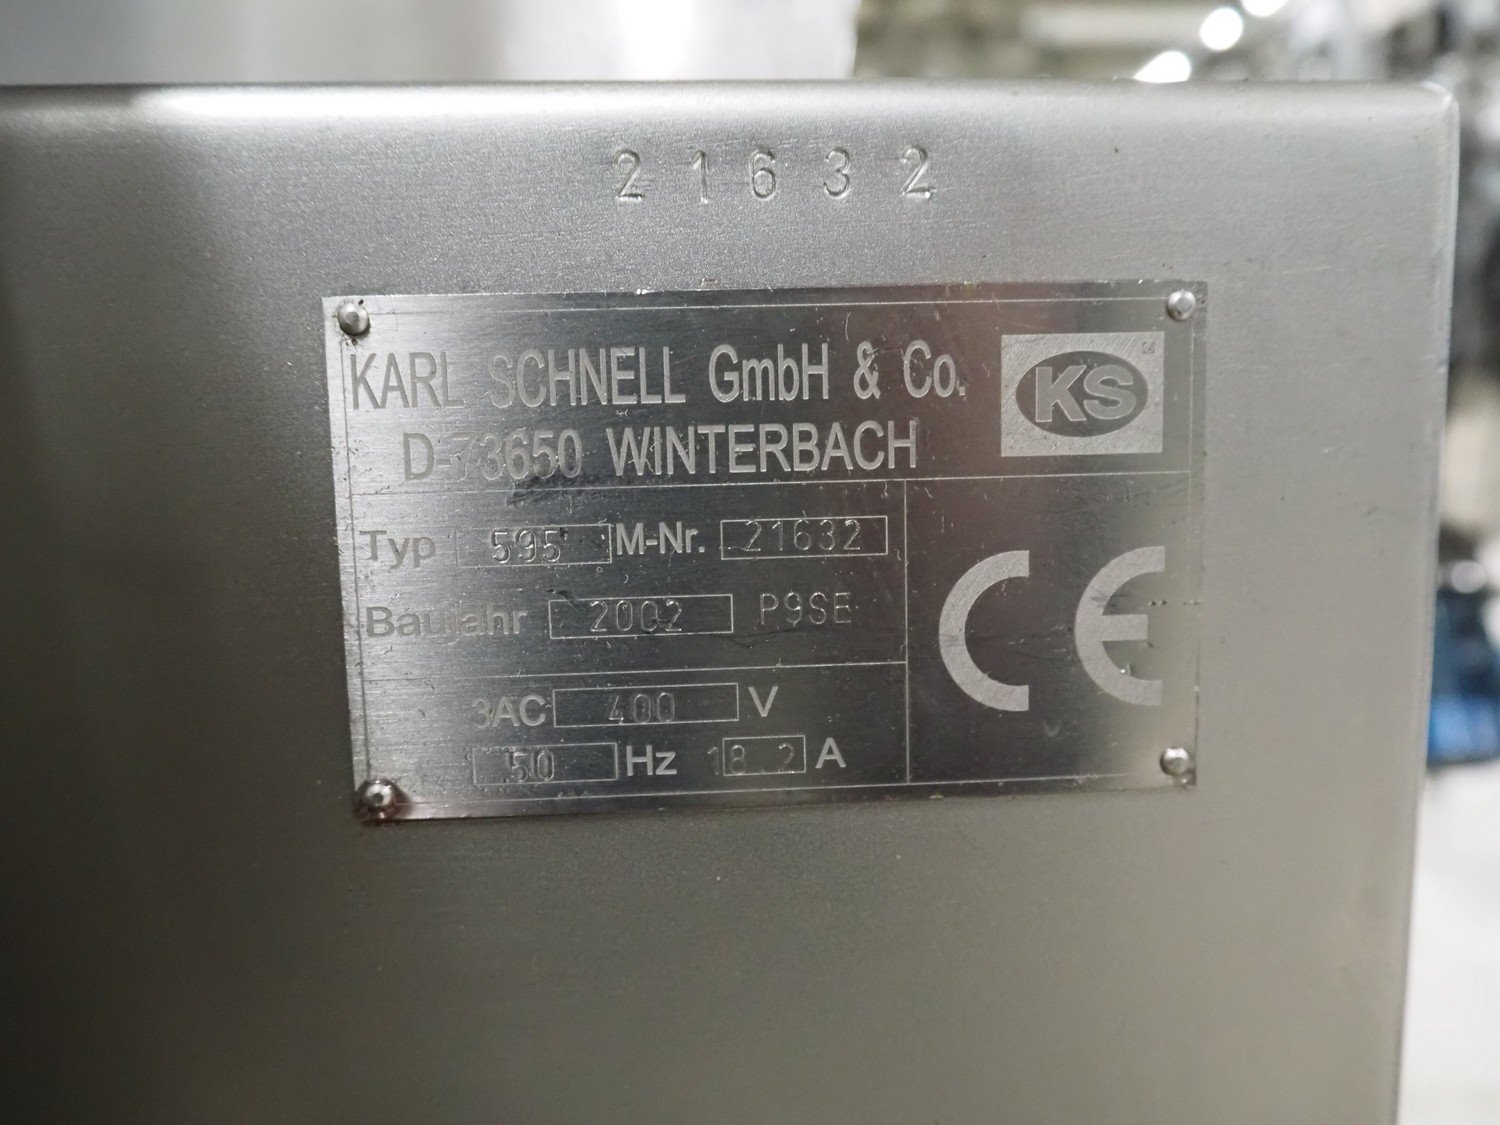 21632
KARL SCHNELL GmbH & Co.
KS
D-73650 WINTERBACH
Typ 595 M-Nr. 21632
Baujahr 2002 P9SE
3AC 400 V
50 Hz 18.2 A
CE